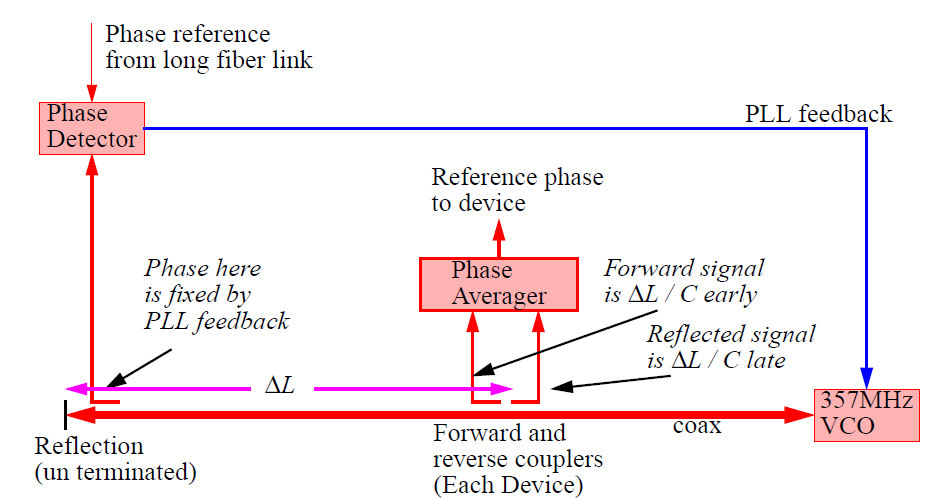 Phase reference
from long fiber link
Phase
Detector
PLL feedback
Reference phase
to device
Phase here
is fixed by
PLL feedback
Phase
Averager
Forward signal
is ΔL / C early
Reflected signal
is ΔL / C late
ΔL
357MHz
VCO
coax
Reflection
(un terminated)
Forward and
reverse couplers
(Each Device)